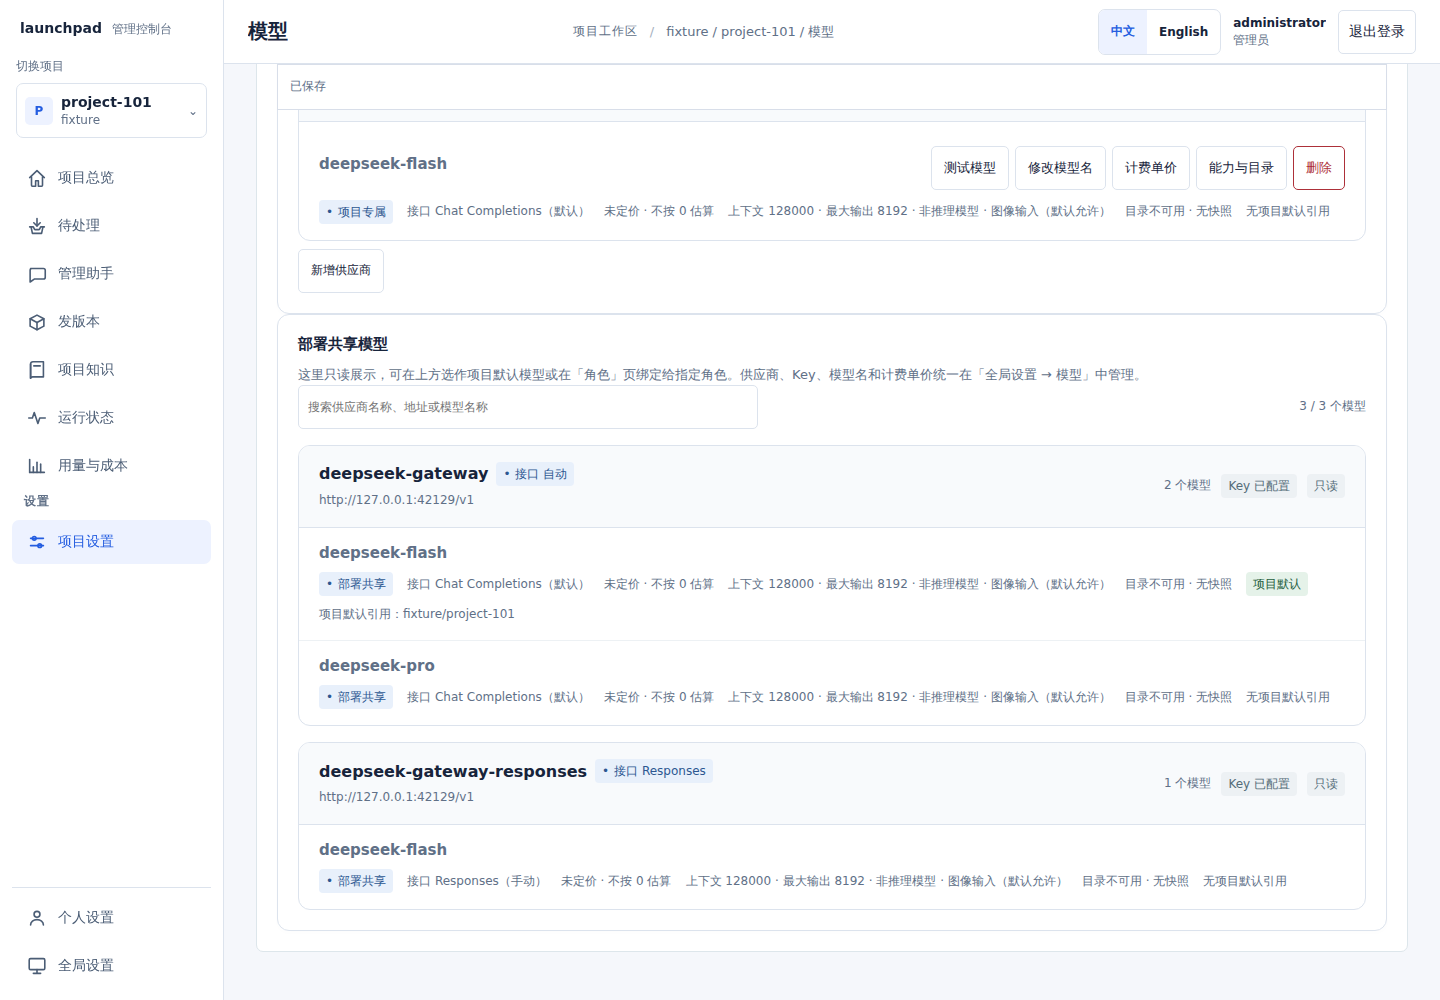 launchpad 管理控制台
切换项目
P project-101
fixture
项目总览
待处理
管理助手
发版本
项目知识
运行状态
用量与成本
设置
项目设置
个人设置
全局设置
模型
项目工作区 / fixture / project-101 / 模型
中文 English
administrator
管理员
退出登录
已保存
deepseek-flash
测试模型 修改模型名 计费单价 能力与目录 删除
• 项目专属 接口 Chat Completions（默认） 未定价 · 不按 0 估算 上下文 128000 · 最大输出 8192 · 非推理模型 · 图像输入（默认允许） 目录不可用 · 无快照 无项目默认引用
新增供应商
部署共享模型
这里只读展示，可在上方选作项目默认模型或在「角色」页绑定给指定角色。供应商、Key、模型名和计费单价统一在「全局设置 → 模型」中管理。
搜索供应商名称、地址或模型名称
3 / 3 个模型
deepseek-gateway • 接口 自动
http://127.0.0.1:42129/v1
2 个模型 Key 已配置 只读
deepseek-flash
• 部署共享 接口 Chat Completions（默认） 未定价 · 不按 0 估算 上下文 128000 · 最大输出 8192 · 非推理模型 · 图像输入（默认允许） 目录不可用 · 无快照 项目默认
项目默认引用：fixture/project-101
deepseek-pro
• 部署共享 接口 Chat Completions（默认） 未定价 · 不按 0 估算 上下文 128000 · 最大输出 8192 · 非推理模型 · 图像输入（默认允许） 目录不可用 · 无快照 无项目默认引用
deepseek-gateway-responses • 接口 Responses
http://127.0.0.1:42129/v1
1 个模型 Key 已配置 只读
deepseek-flash
• 部署共享 接口 Responses（手动） 未定价 · 不按 0 估算 上下文 128000 · 最大输出 8192 · 非推理模型 · 图像输入（默认允许） 目录不可用 · 无快照 无项目默认引用